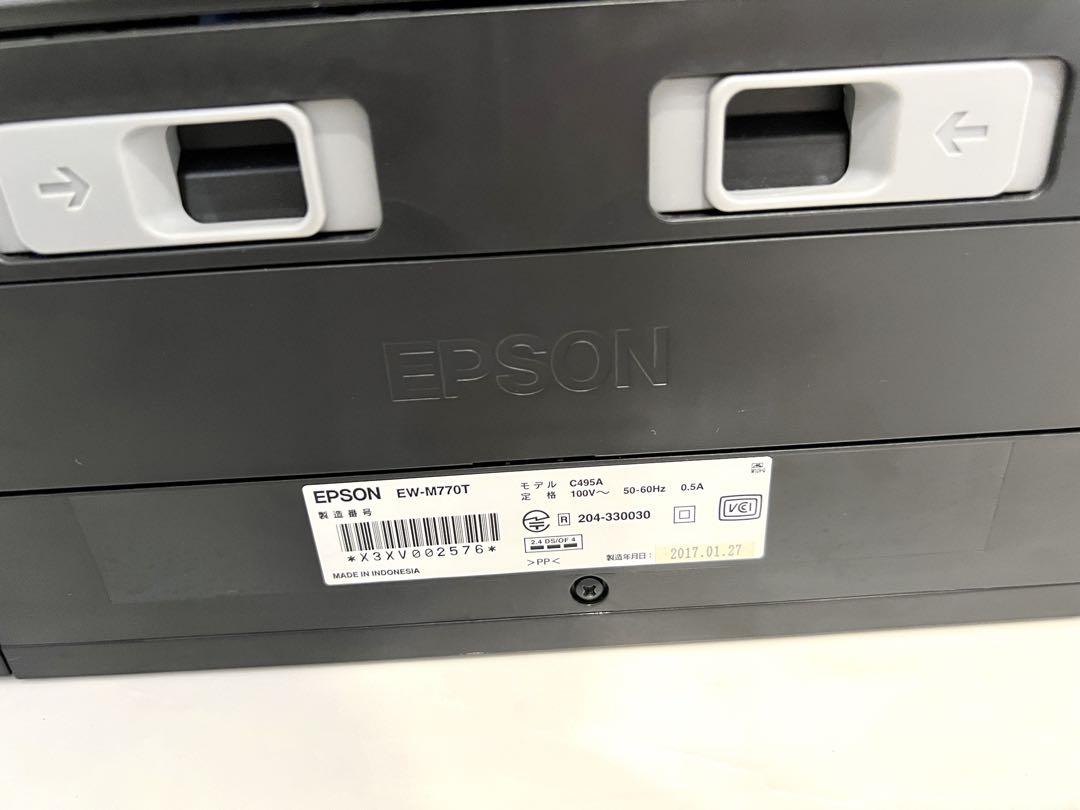 EPSON
EPSON EW-M770T
モデル C495A
定格 100V～ 50-60Hz 0.5A
製造番号
*X3XV002576*
MADE IN INDONESIA
R 204-330030
VCI
2.4 DS/OF 4
>PP<
製造年月日: 2017.01.27